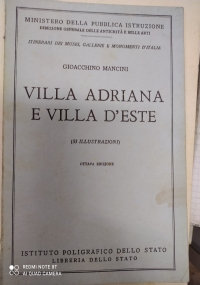 MINISTERO DELLA PUBBLICA ISTRUZIONE
DIREZIONE GENERALE DELLE ANTICHITÀ E BELLE ARTI
ITINERARI DEI MUSEI, GALLERIE E MONUMENTI D'ITALIA
GIOACCHINO MANCINI
VILLA ADRIANA
E VILLA D'ESTE
ILLUSTRAZIONI)
OTTAVA EDIZIONE
ISTITUTO POLIGRAFICO DELLO STATO
LIBRERIA DELLO STATO
REDMI NOTE 8T
AI QUAD CAMERA